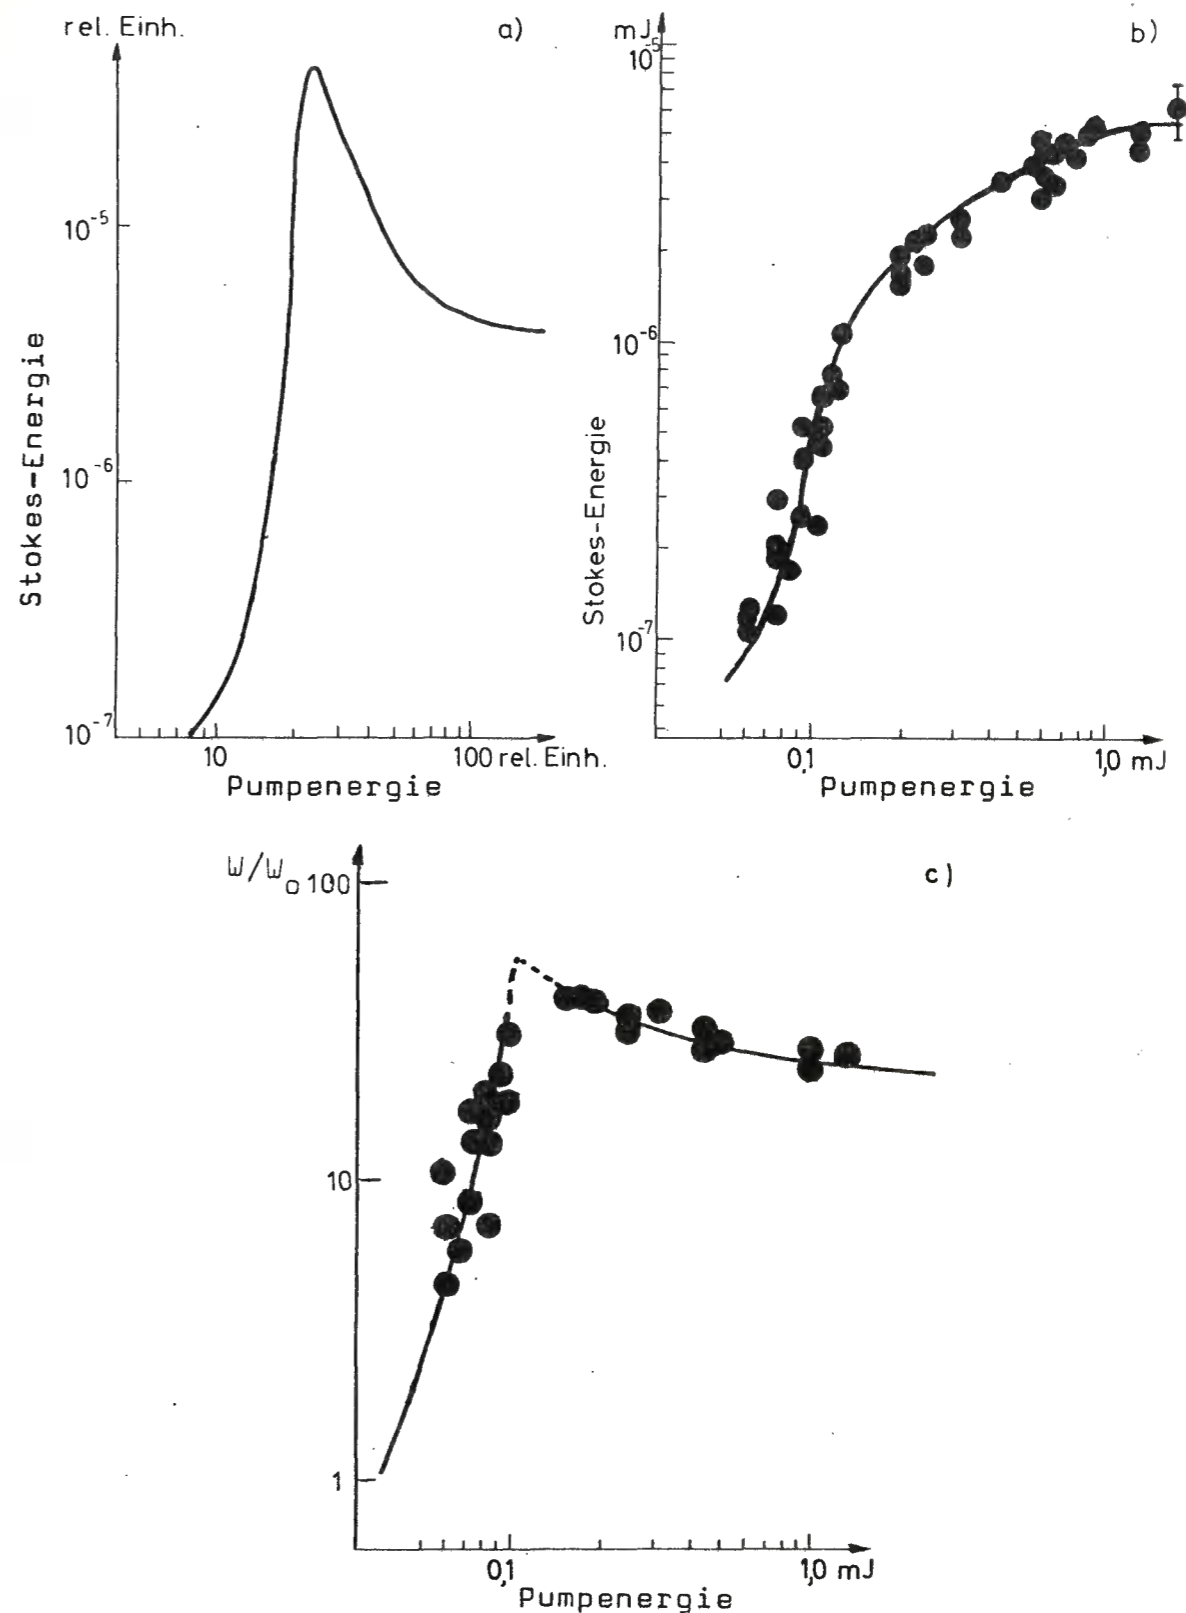 rel. Einh.
a)
10⁻⁵
10⁻⁶
10⁻⁷
Stokes-Energie
10
100 rel. Einh.
Pumpenergie
mJ
b)
10⁻⁵
10⁻⁶
10⁻⁷
Stokes-Energie
0,1
1,0 mJ
Pumpenergie
W/W₀
100
c)
10
1
0,1
1,0 mJ
Pumpenergie